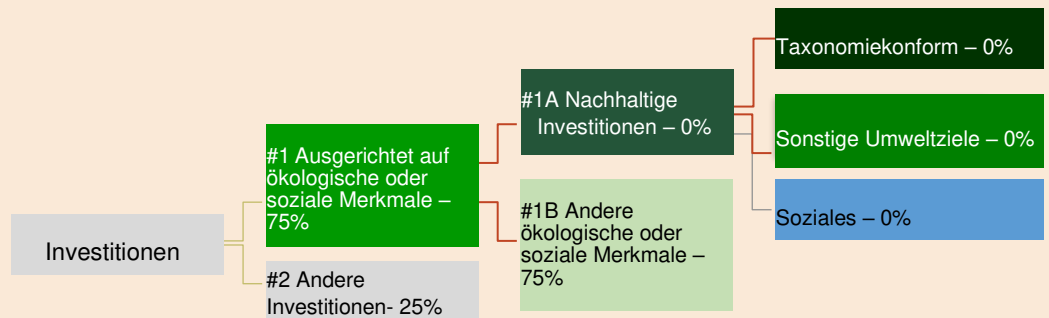 Investitionen
#1 Ausgerichtet auf
ökologische oder
soziale Merkmale –
75%
#2 Andere
Investitionen- 25%
#1A Nachhaltige
Investitionen – 0%
#1B Andere
ökologische oder
soziale Merkmale –
75%
Taxonomiekonform – 0%
Sonstige Umweltziele – 0%
Soziales – 0%